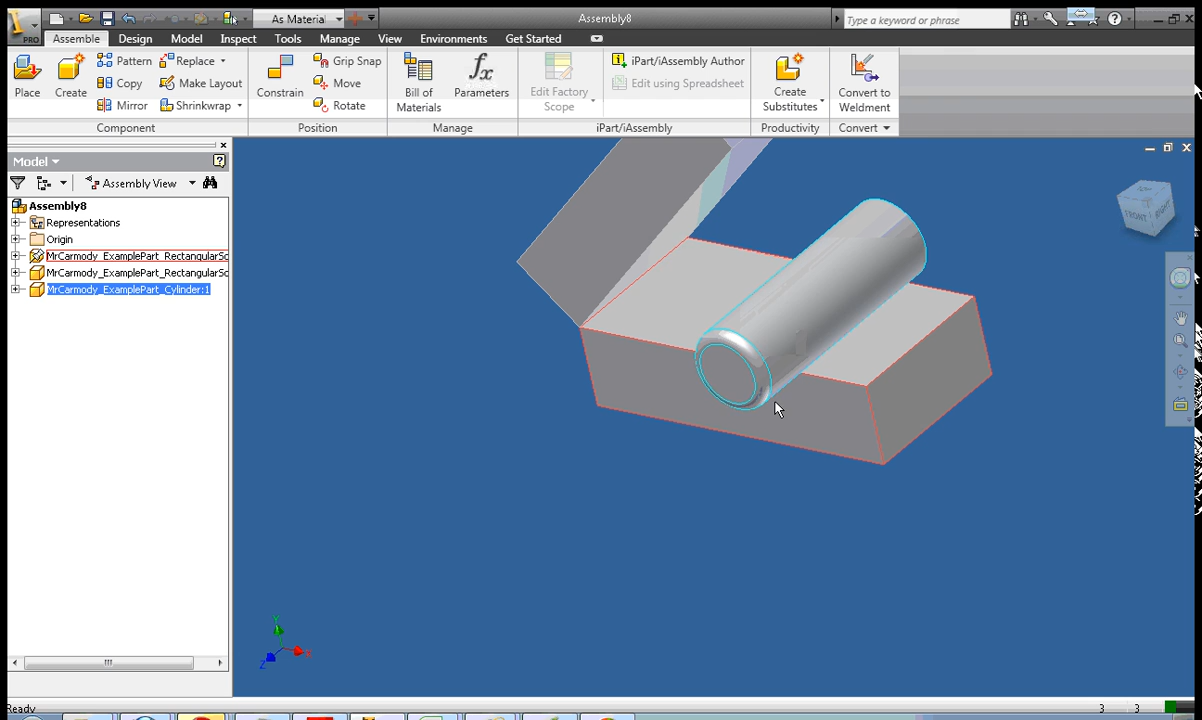 As Material
Assembly8
Type a keyword or phrase
PRO
Assemble Design Model Inspect Tools Manage View Environments Get Started
Place
Create
Pattern
Copy
Mirror
Replace
Make Layout
Shrinkwrap
Component
Constrain
Grip Snap
Move
Rotate
Position
Bill of
Materials
fx
Parameters
Manage
Edit Factory
Scope
iPart/iAssembly Author
Edit using Spreadsheet
iPart/iAssembly
Create
Substitutes
Productivity
Convert to
Weldment
Convert
Model
Assembly View
Assembly8
Representations
Origin
MrCarmody_ExamplePart_RectangularSc
MrCarmody_ExamplePart_RectangularSc
MrCarmody_ExamplePart_Cylinder:1
FRONT RIGHT
Y
X
Z
Ready
3 3